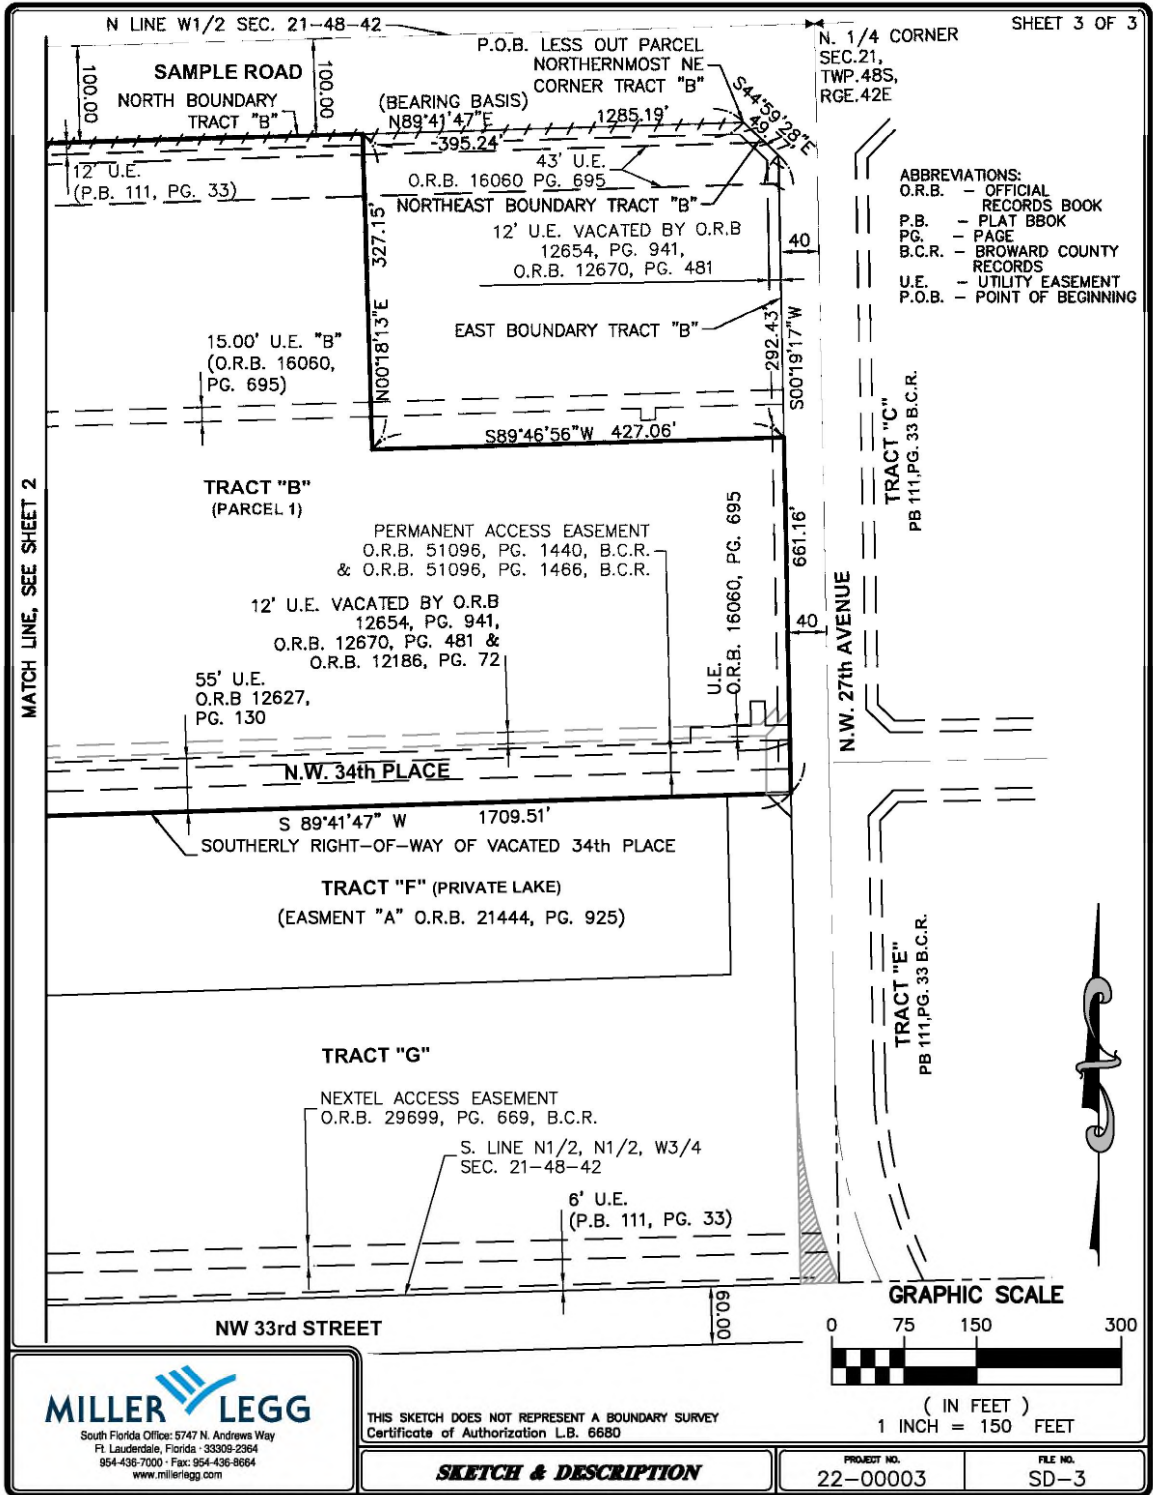 N LINE W1/2 SEC. 21-48-42
SHEET 3 OF 3
N. 1/4 CORNER
SEC.21,
TWP.48S,
RGE.42E
P.O.B. LESS OUT PARCEL
NORTHERNMOST NE
CORNER TRACT "B"
100.00
100.00
SAMPLE ROAD
NORTH BOUNDARY
TRACT "B"
(BEARING BASIS)
N89°41'47"E
1285.19'
395.24'
S44°59'28"E
49.77'
12' U.E.
(P.B. 111, PG. 33)
43' U.E.
O.R.B. 16060 PG. 695
NORTHEAST BOUNDARY TRACT "B"
12' U.E. VACATED BY O.R.B
12654, PG. 941,
O.R.B. 12670, PG. 481
40
ABBREVIATIONS:
O.R.B. - OFFICIAL
RECORDS BOOK
P.B. - PLAT BBOK
PG. - PAGE
B.C.R. - BROWARD COUNTY
RECORDS
U.E. - UTILITY EASEMENT
P.O.B. - POINT OF BEGINNING
N00°18'13"E 327.15'
EAST BOUNDARY TRACT "B"
292.43'
S00°19'17"W
15.00' U.E. "B"
(O.R.B. 16060,
PG. 695)
S89°46'56"W 427.06'
TRACT "C"
PB 111,PG. 33 B.C.R.
MATCH LINE, SEE SHEET 2
TRACT "B"
(PARCEL 1)
PERMANENT ACCESS EASEMENT
O.R.B. 51096, PG. 1440, B.C.R.
& O.R.B. 51096, PG. 1466, B.C.R.
U.E.
O.R.B. 16060, PG. 695
661.16'
40
N.W. 27th AVENUE
12' U.E. VACATED BY O.R.B
12654, PG. 941,
O.R.B. 12670, PG. 481 &
O.R.B. 12186, PG. 72
55' U.E.
O.R.B 12627,
PG. 130
N.W. 34th PLACE
S 89°41'47" W
1709.51'
SOUTHERLY RIGHT-OF-WAY OF VACATED 34th PLACE
TRACT "F" (PRIVATE LAKE)
(EASMENT "A" O.R.B. 21444, PG. 925)
TRACT "E"
PB 111,PG. 33 B.C.R.
TRACT "G"
NEXTEL ACCESS EASEMENT
O.R.B. 29699, PG. 669, B.C.R.
S. LINE N1/2, N1/2, W3/4
SEC. 21-48-42
6' U.E.
(P.B. 111, PG. 33)
60.00
NW 33rd STREET
GRAPHIC SCALE
0 75 150 300
( IN FEET )
1 INCH = 150 FEET
MILLER LEGG
South Florida Office: 5747 N. Andrews Way
Ft. Lauderdale, Florida · 33309-2364
954-436-7000 · Fax: 954-436-8664
www.millerlegg.com
THIS SKETCH DOES NOT REPRESENT A BOUNDARY SURVEY
Certificate of Authorization L.B. 6680
SKETCH & DESCRIPTION
PROJECT NO.
22-00003
FILE NO.
SD-3